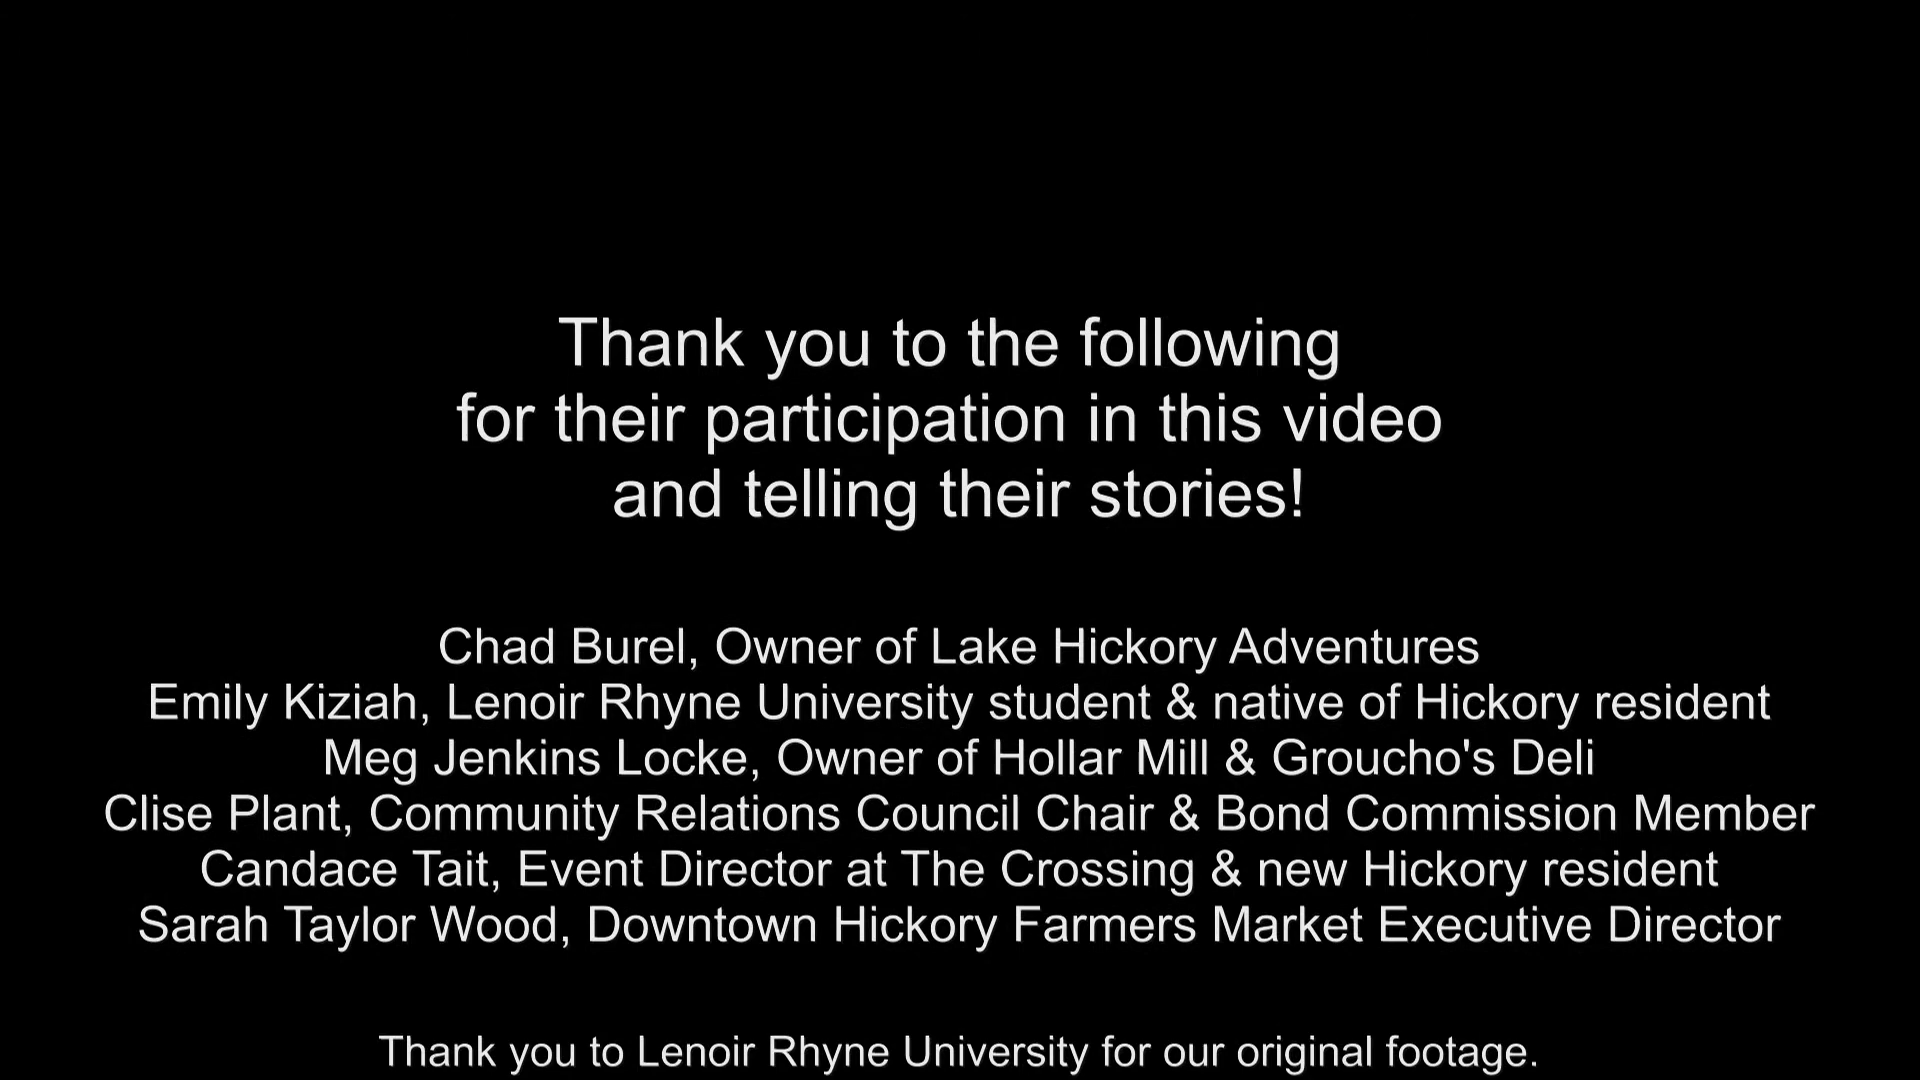 Thank you to the following
for their participation in this video
and telling their stories!
Chad Burel, Owner of Lake Hickory Adventures
Emily Kiziah, Lenoir Rhyne University student & native of Hickory resident
Meg Jenkins Locke, Owner of Hollar Mill & Groucho's Deli
Clise Plant, Community Relations Council Chair & Bond Commission Member
Candace Tait, Event Director at The Crossing & new Hickory resident
Sarah Taylor Wood, Downtown Hickory Farmers Market Executive Director
Thank you to Lenoir Rhyne University for our original footage.